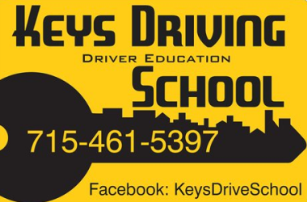 KEYS DRIVING
DRIVER EDUCATION
SCHOOL
715-461-5397
Facebook: KeysDriveSchool